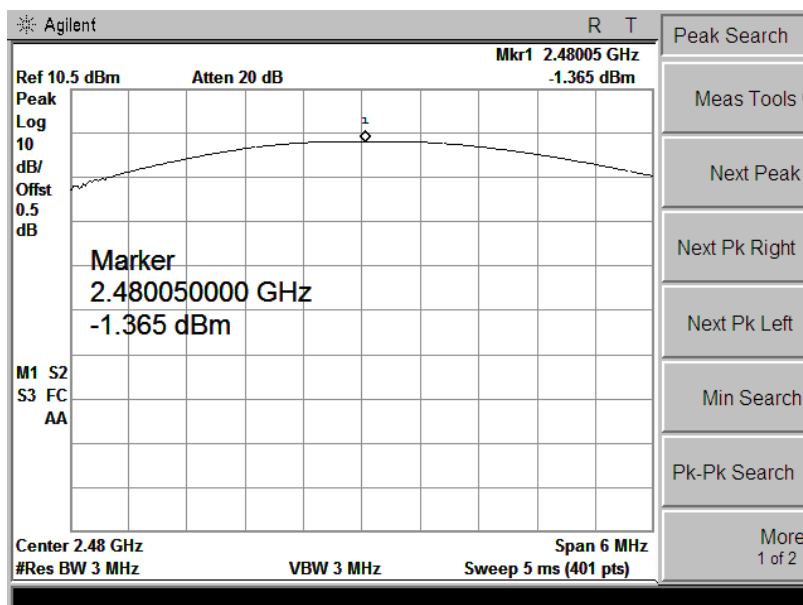 Agilent R T
Mkr1 2.48005 GHz
Ref 10.5 dBm Atten 20 dB -1.365 dBm
Peak
Log
10
dB/
Offst
0.5
dB
1
Marker
2.480050000 GHz
-1.365 dBm
M1 S2
S3 FC
AA
Center 2.48 GHz Span 6 MHz
#Res BW 3 MHz VBW 3 MHz Sweep 5 ms (401 pts)
Peak Search
Meas Tools
Next Peak
Next Pk Right
Next Pk Left
Min Search
Pk-Pk Search
More
1 of 2